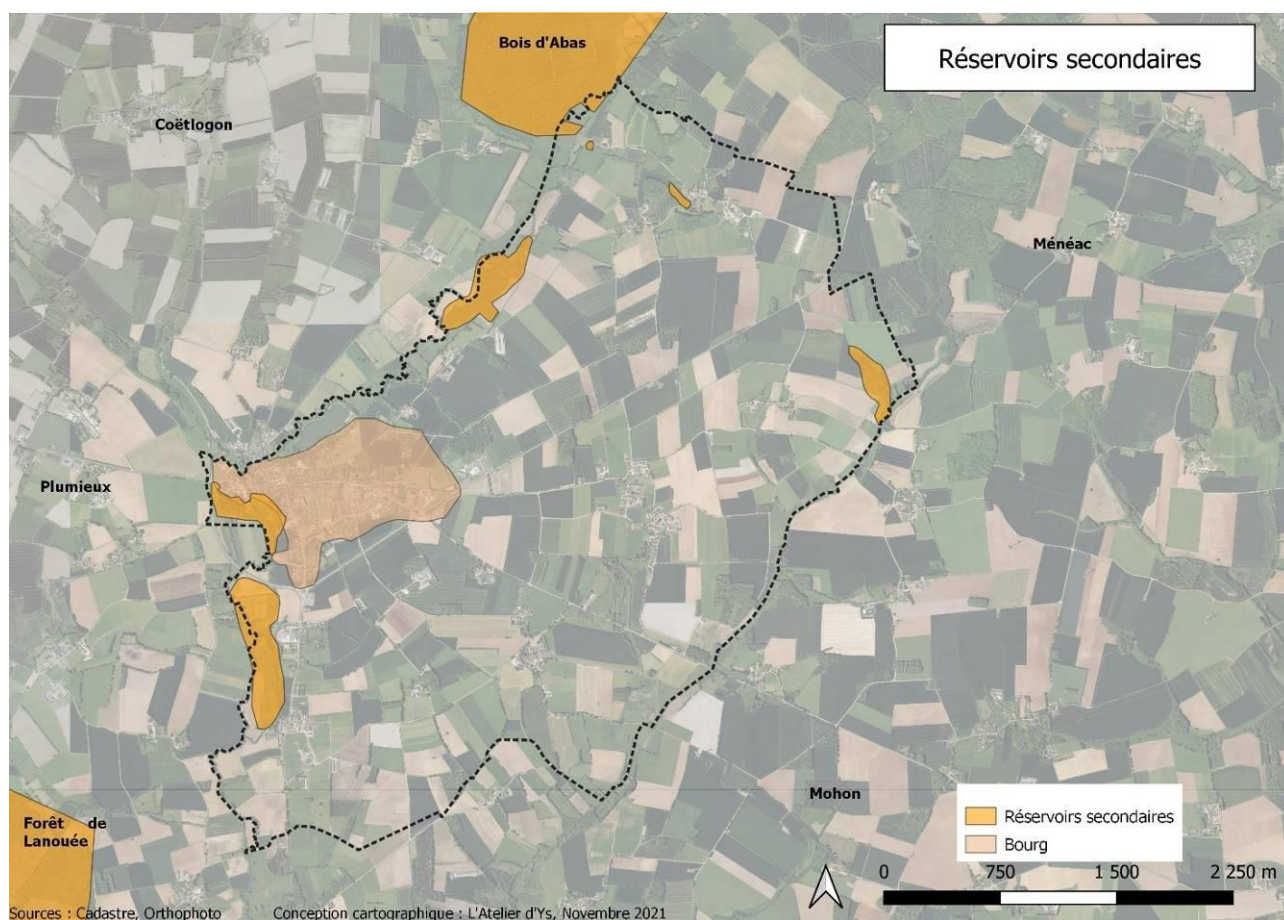 Réservoirs secondaires
Bois d'Abas
Coëtlogon
Ménéac
Plumieux
Mohon
Forêt de
Lanouée
Réservoirs secondaires
Bourg
0 750 1 500 2 250 m
Sources : Cadastre, Orthophoto Conception cartographique : L'Atelier d'Ys, Novembre 2021